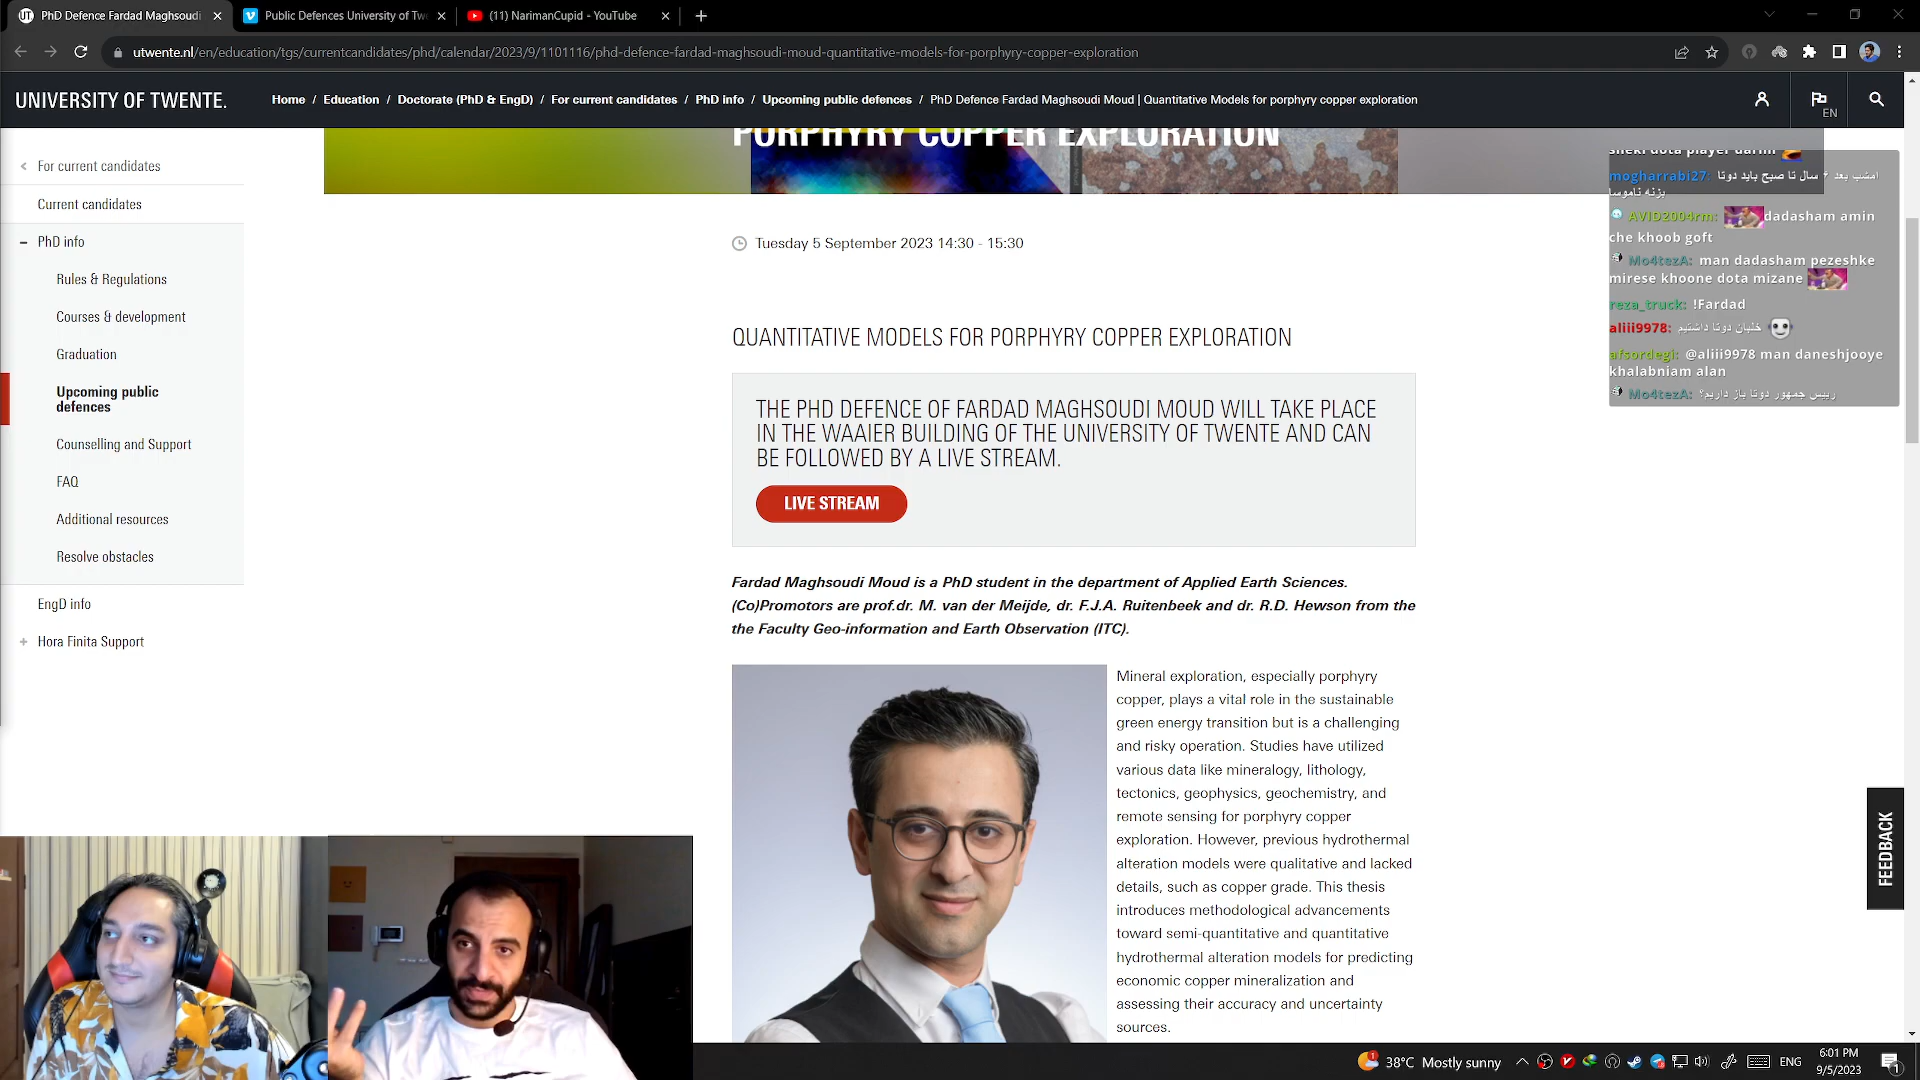 PhD Defence Fardad Maghsoudi
Public Defences University of Tw
(11) NarimanCupid - YouTube
utwente.nl/en/education/tgs/currentcandidates/phd/calendar/2023/9/1101116/phd-defence-fardad-maghsoudi-moud-quantitative-models-for-porphyry-copper-exploration
UNIVERSITY OF TWENTE.
Home / Education / Doctorate (PhD & EngD) / For current candidates / PhD info / Upcoming public defences / PhD Defence Fardad Maghsoudi Moud | Quantitative Models for porphyry copper exploration
EN
PORPHYRY COPPER EXPLORATION
For current candidates
Current candidates
PhD info
Rules & Regulations
Courses & development
Graduation
Upcoming public
defences
Counselling and Support
FAQ
Additional resources
Resolve obstacles
EngD info
Hora Finita Support
Tuesday 5 September 2023 14:30 - 15:30
QUANTITATIVE MODELS FOR PORPHYRY COPPER EXPLORATION
THE PHD DEFENCE OF FARDAD MAGHSOUDI MOUD WILL TAKE PLACE
IN THE WAAIER BUILDING OF THE UNIVERSITY OF TWENTE AND CAN
BE FOLLOWED BY A LIVE STREAM.
LIVE STREAM
Fardad Maghsoudi Moud is a PhD student in the department of Applied Earth Sciences.
(Co)Promotors are prof.dr. M. van der Meijde, dr. F.J.A. Ruitenbeek and dr. R.D. Hewson from the
the Faculty Geo-information and Earth Observation (ITC).
Mineral exploration, especially porphyry
copper, plays a vital role in the sustainable
green energy transition but is a challenging
and risky operation. Studies have utilized
various data like mineralogy, lithology,
tectonics, geophysics, geochemistry, and
remote sensing for porphyry copper
exploration. However, previous hydrothermal
alteration models were qualitative and lacked
details, such as copper grade. This thesis
introduces methodological advancements
toward semi-quantitative and quantitative
hydrothermal alteration models for predicting
economic copper mineralization and
assessing their accuracy and uncertainty
sources.
sheki dota player darim
mogharrabi27: امشب بعد ۶ سال تا صبح باید دوتا
بزنه ناموسا
AVID2004rm: dadasham amin
che khoob goft
Mo4tezA: man dadasham pezeshke
mirese khoone dota mizane
reza_truck: !Fardad
aliii9978: خلبان دوتا داشتیم
afsordegi: @aliii9978 man daneshjooye
khalabniam alan
Mo4tezA: رییس جمهور دوتا باز داریم؟
FEEDBACK
38°C Mostly sunny
ENG
6:01 PM
9/5/2023